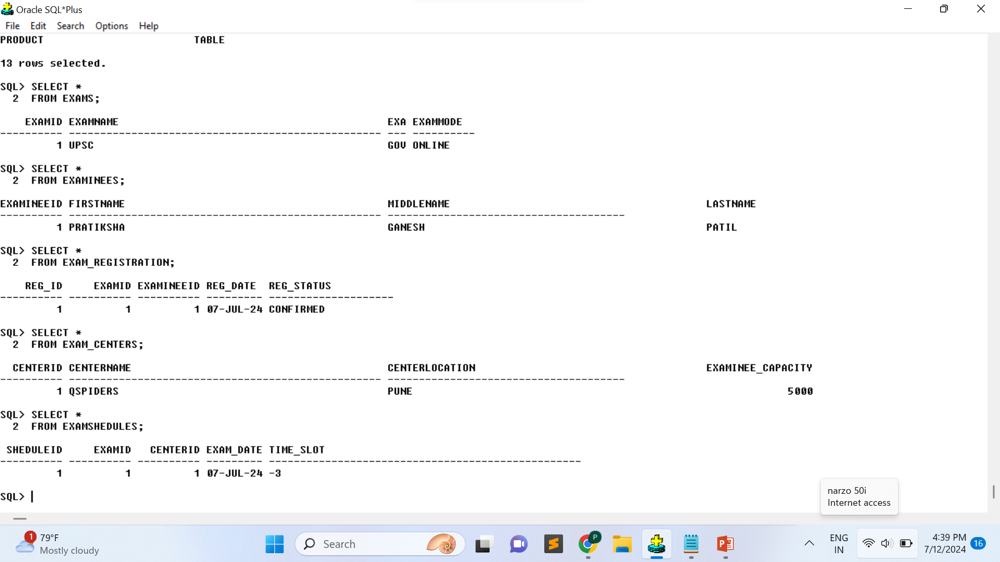 Oracle SQL*Plus
File Edit Search Options Help
PRODUCT TABLE
13 rows selected.
SQL> SELECT *
2 FROM EXAMS;
EXAMID EXAMNAME EXA EXAMMODE
---------- -------------------------------------------------- --- ----------
1 UPSC GOV ONLINE
SQL> SELECT *
2 FROM EXAMINEES;
EXAMINEEID FIRSTNAME MIDDLENAME LASTNAME
---------- -------------------------------------------------- --------------------------------------
1 PRATIKSHA GANESH PATIL
SQL> SELECT *
2 FROM EXAM_REGISTRATION;
REG_ID EXAMID EXAMINEEID REG_DATE REG_STATUS
---------- ---------- ---------- --------- --------------------
1 1 1 07-JUL-24 CONFIRMED
SQL> SELECT *
2 FROM EXAM_CENTERS;
CENTERID CENTERNAME CENTERLOCATION EXAMINEE_CAPACITY
---------- -------------------------------------------------- --------------------------------------
1 QSPIDERS PUNE 5000
SQL> SELECT *
2 FROM EXAMSHEDULES;
SHEDULEID EXAMID CENTERID EXAM_DATE TIME_SLOT
---------- ---------- ---------- --------- --------------------------------------------------
1 1 1 07-JUL-24 -3
SQL>
narzo 50i
Internet access
1 79°F
Mostly cloudy
Search
P
ENG
IN
4:39 PM
7/12/2024
16